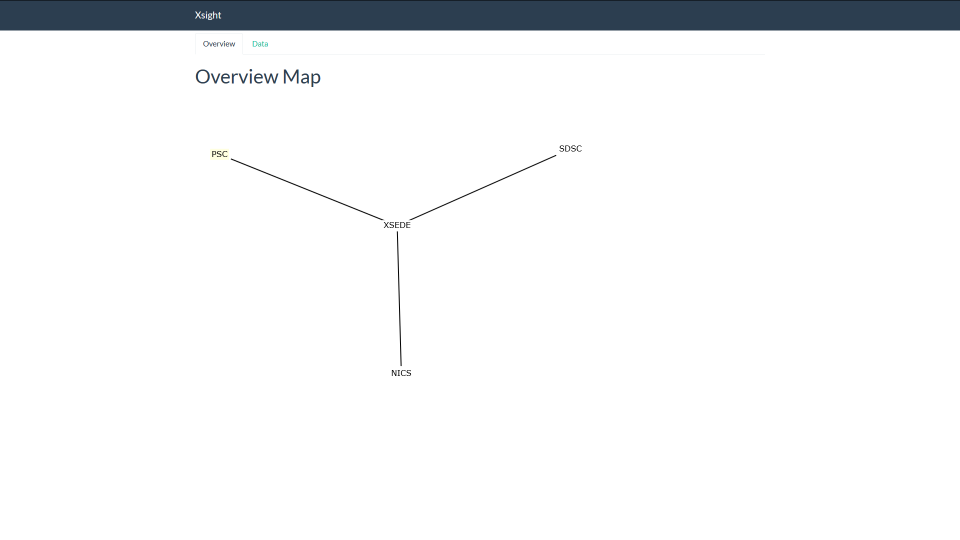 Xsight
Overview Data
Overview Map
PSC
SDSC
XSEDE
NICS